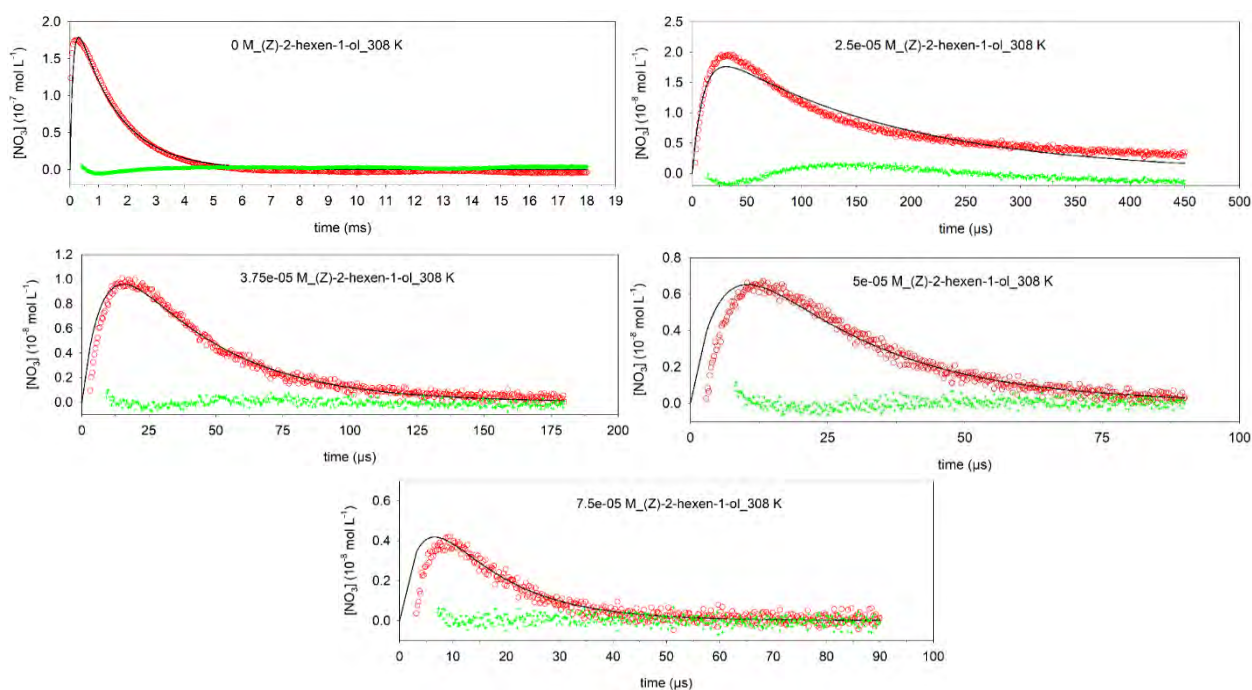 0 M_(Z)-2-hexen-1-ol_308 K
[NO₃] (10⁻⁷ mol L⁻¹)
2.0
1.5
1.0
0.5
0.0
0 1 2 3 4 5 6 7 8 9 10 11 12 13 14 15 16 17 18 19
time (ms)
2.5e-05 M_(Z)-2-hexen-1-ol_308 K
[NO₃] (10⁻⁸ mol L⁻¹)
2.5
2.0
1.5
1.0
0.5
0.0
0 50 100 150 200 250 300 350 400 450 500
time (µs)
3.75e-05 M_(Z)-2-hexen-1-ol_308 K
[NO₃] (10⁻⁸ mol L⁻¹)
1.2
1.0
0.8
0.6
0.4
0.2
0.0
0 25 50 75 100 125 150 175 200
time (µs)
5e-05 M_(Z)-2-hexen-1-ol_308 K
[NO₃] (10⁻⁸ mol L⁻¹)
0.8
0.6
0.4
0.2
0.0
0 25 50 75 100
time (µs)
7.5e-05 M_(Z)-2-hexen-1-ol_308 K
[NO₃] (10⁻⁸ mol L⁻¹)
0.6
0.4
0.2
0.0
0 10 20 30 40 50 60 70 80 90 100
time (µs)